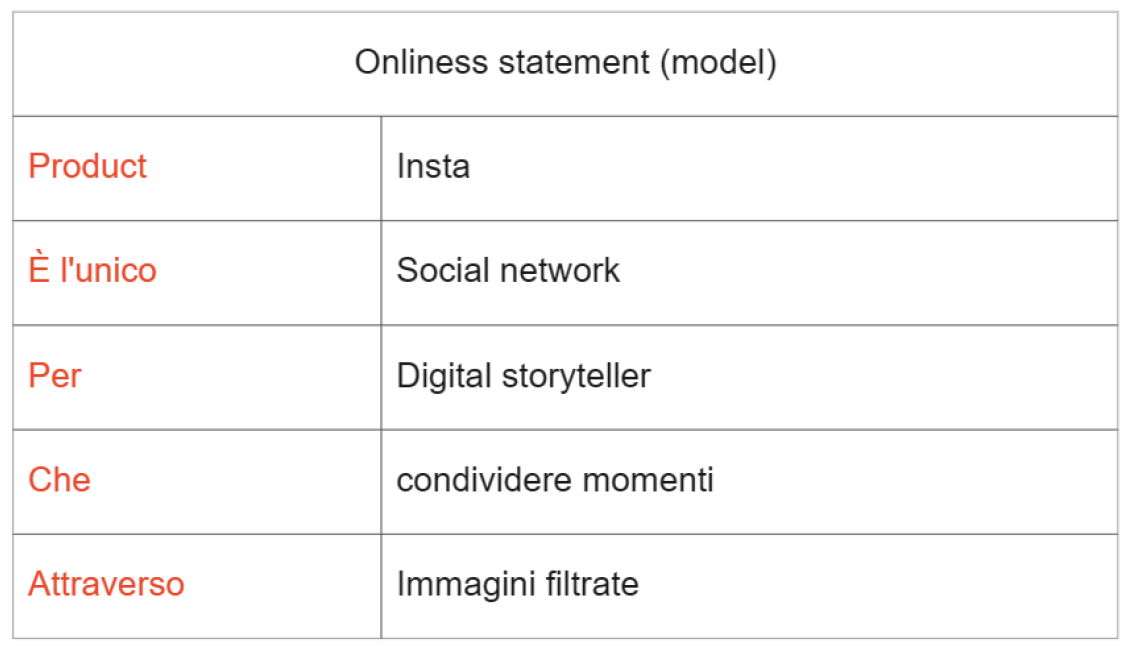 Onliness statement (model)
Product Insta
È l'unico Social network
Per Digital storyteller
Che condividere momenti
Attraverso Immagini filtrate